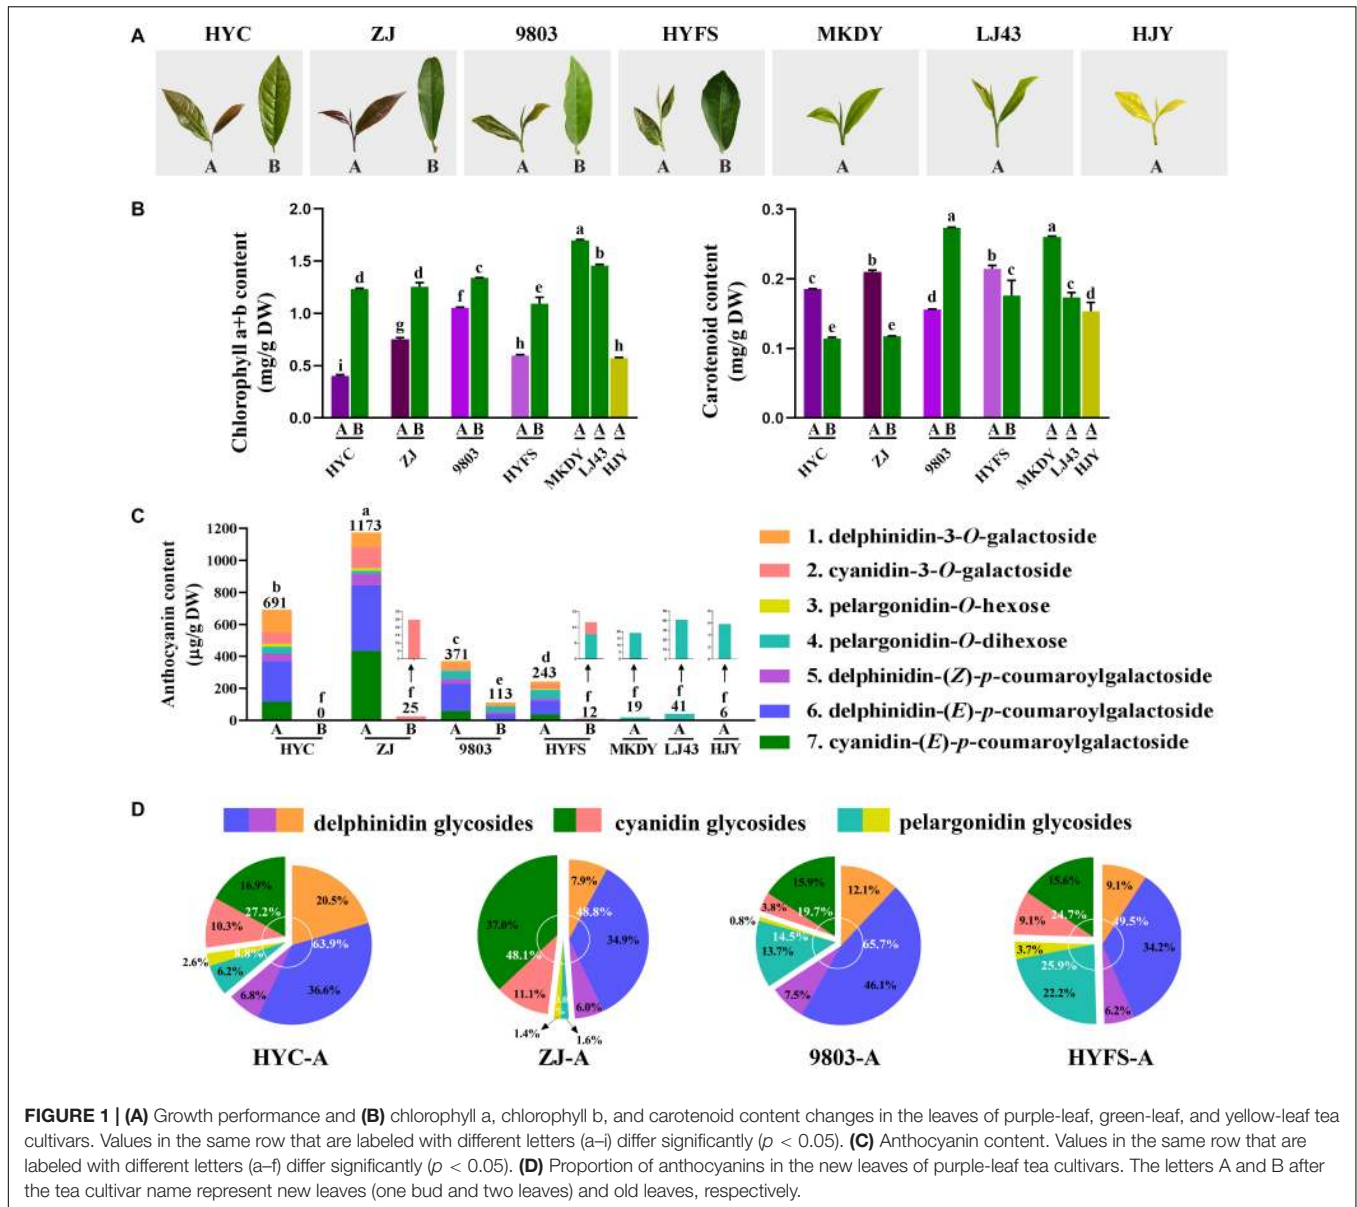 A HYC ZJ 9803 HYFS MKDY LJ43 HJY
A B A B A B A B A A A
B
Chlorophyll a+b content
(mg/g DW)
2.0
1.5
1.0
0.5
0.0
i d g d f c h e a b h
A B A B A B A B A A A
HYC ZJ 9803 HYFS MKDY LJ43 HJY
Carotenoid content
(mg/g DW)
0.3
0.2
0.1
0.0
c e b e d a b c a c d
A B A B A B A B A A A
HYC ZJ 9803 HYFS MKDY LJ43 HJY
C
Anthocyanin content
(µg/g DW)
1200
1000
800
600
400
200
0
b
691
f
0
a
1173
f
25
c
371
e
113
d
243
f
12
f
19
f
41
f
6
A B A B A B A B A A A
HYC ZJ 9803 HYFS MKDY LJ43 HJY
1. delphinidin-3-O-galactoside
2. cyanidin-3-O-galactoside
3. pelargonidin-O-hexose
4. pelargonidin-O-dihexose
5. delphinidin-(Z)-p-coumaroylgalactoside
6. delphinidin-(E)-p-coumaroylgalactoside
7. cyanidin-(E)-p-coumaroylgalactoside
D
delphinidin glycosides cyanidin glycosides pelargonidin glycosides
16.9%
20.5%
27.2%
10.3%
63.9%
8.8%
2.6%
6.2%
6.8%
36.6%
HYC-A
7.9%
48.8%
37.0%
34.9%
48.1%
11.1%
6.0%
1.4%
1.6%
ZJ-A
15.9%
12.1%
3.8%
19.7%
0.8%
14.5%
65.7%
13.7%
46.1%
7.5%
9803-A
15.6%
9.1%
24.7%
49.5%
9.1%
34.2%
3.7%
25.9%
22.2%
6.2%
HYFS-A
FIGURE 1 | (A) Growth performance and (B) chlorophyll a, chlorophyll b, and carotenoid content changes in the leaves of purple-leaf, green-leaf, and yellow-leaf tea
cultivars. Values in the same row that are labeled with different letters (a–i) differ significantly (p < 0.05). (C) Anthocyanin content. Values in the same row that are
labeled with different letters (a–f) differ significantly (p < 0.05). (D) Proportion of anthocyanins in the new leaves of purple-leaf tea cultivars. The letters A and B after
the tea cultivar name represent new leaves (one bud and two leaves) and old leaves, respectively.